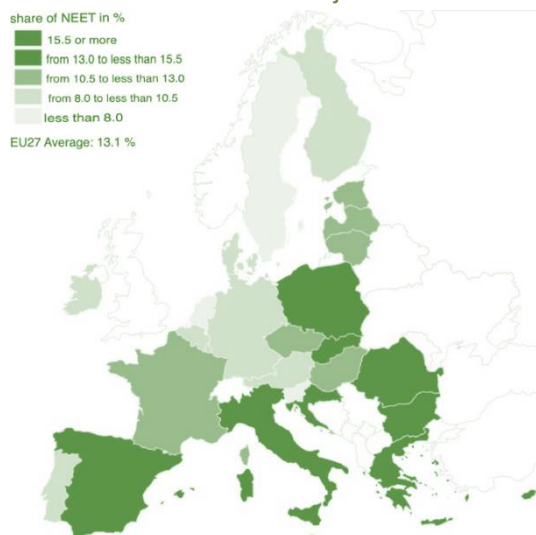 share of NEET in %
15.5 or more
from 13.0 to less than 15.5
from 10.5 to less than 13.0
from 8.0 to less than 10.5
less than 8.0
EU27 Average: 13.1 %